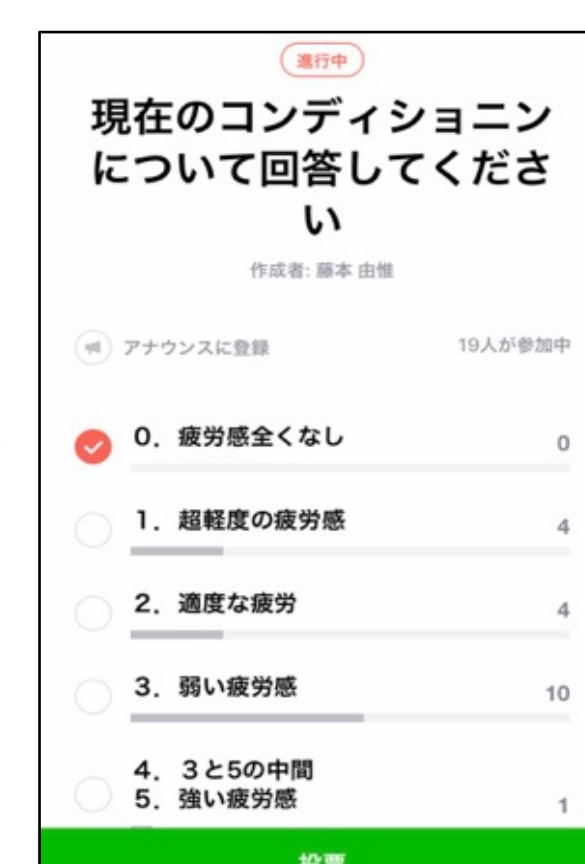 進行中
現在のコンディショニン
について回答してくださ
い
作成者: 藤本 由惟
アナウンスに登録
19人が参加中
0. 疲労感全くなし
0
1. 超軽度の疲労感
4
2. 適度な疲労
4
3. 弱い疲労感
10
4. 3と5の中間
5. 強い疲労感
1
投票